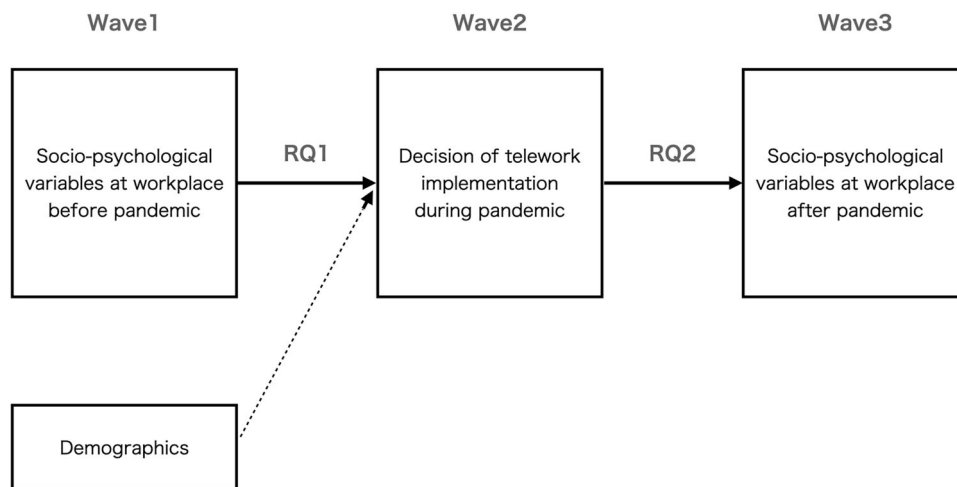 Wave1
Wave2
Wave3
Socio-psychological
variables at workplace
before pandemic
RQ1
Decision of telework
implementation
during pandemic
RQ2
Socio-psychological
variables at workplace
after pandemic
Demographics